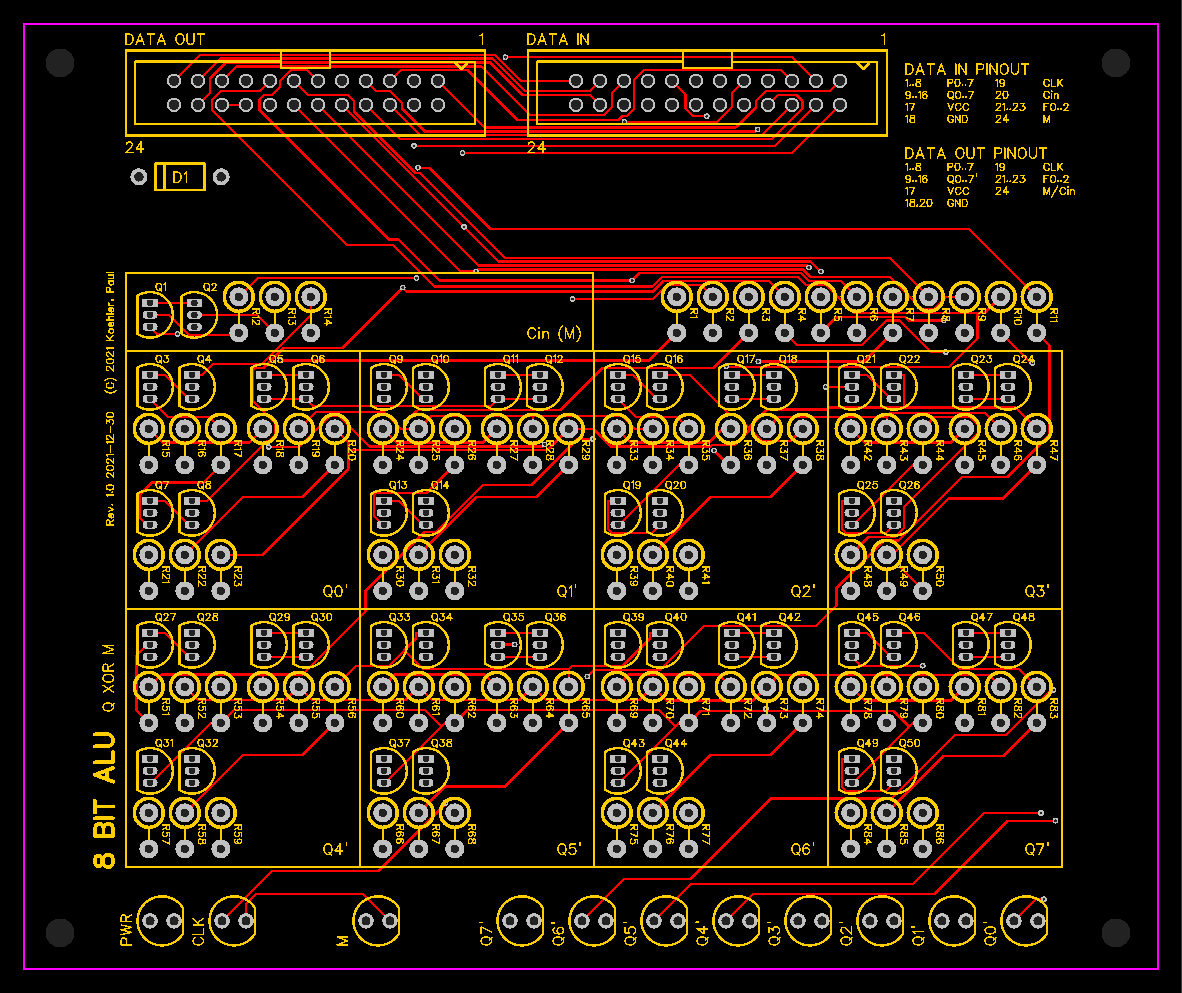 DATA OUT 1 DATA IN 1
DATA IN PINOUT
1..8 P0..7 19 CLK
9..16 Q0..7 20 Cin
17 VCC 21..23 F0..2
18 GND 24 M
24 24
DATA OUT PINOUT
1..8 P0..7 19 CLK
9..16 Q0..7' 21..23 F0..2
17 VCC 24 M/Cin
18,20 GND
D1
Rev. 1.0 2021-12-30 (C) 2021 Koehler, Paul
Q1 Q2
R12 R13 R14 R1 R2 R3 R4 R5 R6 R7 R8 R9 R10 R11
Cin (M)
Q3 Q4 Q5 Q6 Q9 Q10 Q11 Q12 Q15 Q16 Q17 Q18 Q21 Q22 Q23 Q24
R15 R16 R17 R18 R19 R20 R24 R25 R26 R27 R28 R29 R33 R34 R35 R36 R37 R38 R42 R43 R44 R45 R46 R47
Q7 Q8 Q13 Q14 Q19 Q20 Q25 Q26
R21 R22 R23 R30 R31 R32 R39 R40 R41 R48 R49 R50
Q0' Q1' Q2' Q3'
8 BIT ALU Q XOR M
Q27 Q28 Q29 Q30 Q33 Q34 Q35 Q36 Q39 Q40 Q41 Q42 Q45 Q46 Q47 Q48
R51 R52 R53 R54 R55 R56 R60 R61 R62 R63 R64 R65 R69 R70 R71 R72 R73 R74 R78 R79 R80 R81 R82 R83
Q31 Q32 Q37 Q38 Q43 Q44 Q49 Q50
R57 R58 R59 R66 R67 R68 R75 R76 R77 R84 R85 R86
Q4' Q5' Q6' Q7'
PWR CLK M Q7' Q6' Q5' Q4' Q3' Q2' Q1' Q0'